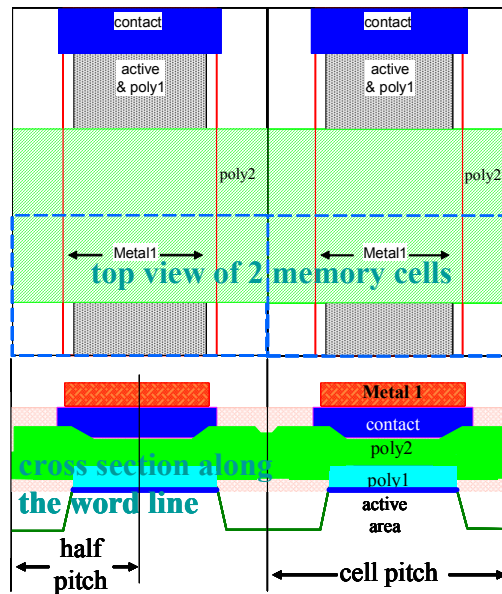 contact
contact
active
& poly1
active
& poly1
poly2
poly2
Metal1
Metal1
top view of 2 memory cells
Metal 1
contact
poly2
cross section along
poly1
the word line
active
area
half
pitch
cell pitch